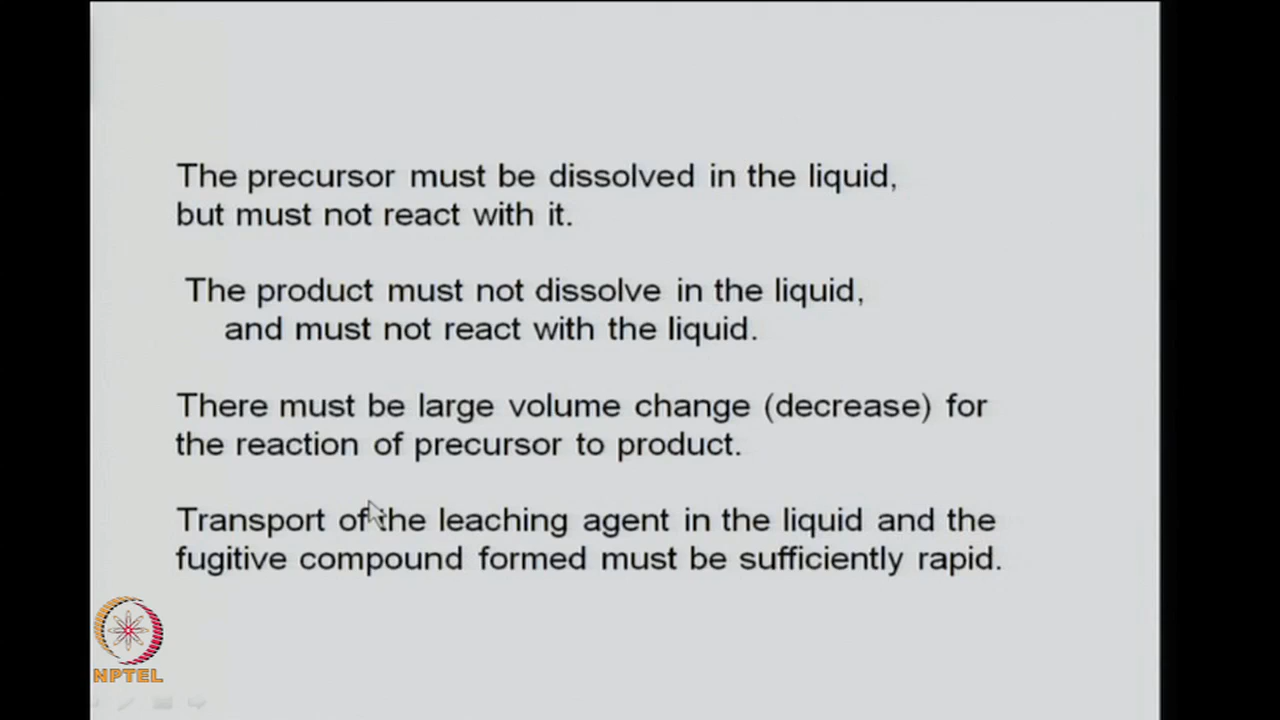 The precursor must be dissolved in the liquid,
but must not react with it.
The product must not dissolve in the liquid,
and must not react with the liquid.
There must be large volume change (decrease) for
the reaction of precursor to product.
Transport of the leaching agent in the liquid and the
fugitive compound formed must be sufficiently rapid.
NPTEL